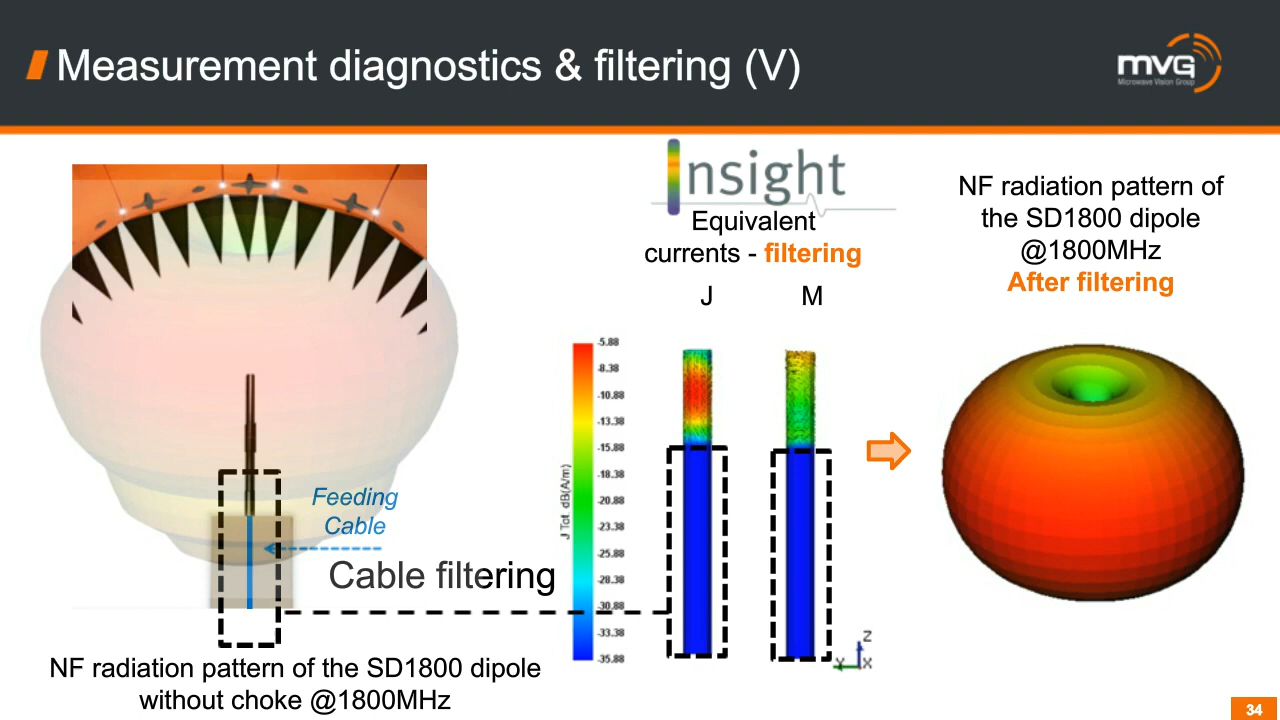 Measurement diagnostics & filtering (V)
mvg
Microwave Vision Group
Insight
Equivalent
currents - filtering
J
M
NF radiation pattern of
the SD1800 dipole
@1800MHz
After filtering
-5.88
-8.38
-10.88
-13.38
-15.88
-18.38
-20.88
-23.38
-25.88
-28.38
-30.88
-33.38
-35.88
J Tot. dB(A/m)
Feeding
Cable
Cable filtering
Z
Y
X
NF radiation pattern of the SD1800 dipole
without choke @1800MHz
34